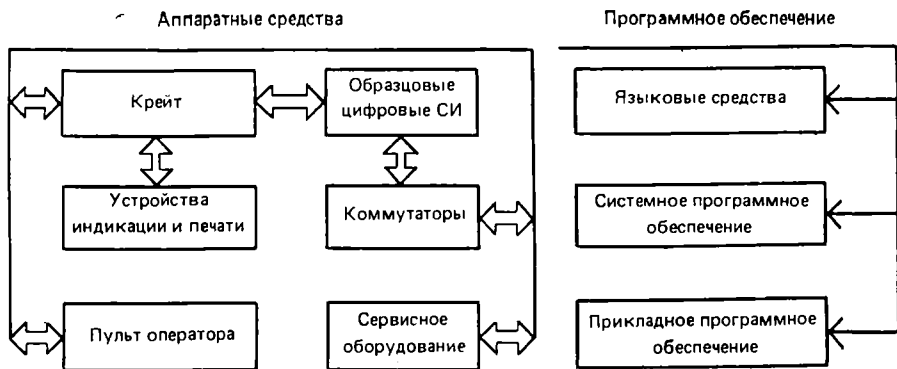 Аппаратные средства
Программное обеспечение
Крейт
Образцовые
цифровые СИ
Языковые средства
Устройства
индикации и печати
Коммутаторы
Системное программное
обеспечение
Пульт оператора
Сервисное
оборудование
Прикладное программное
обеспечение